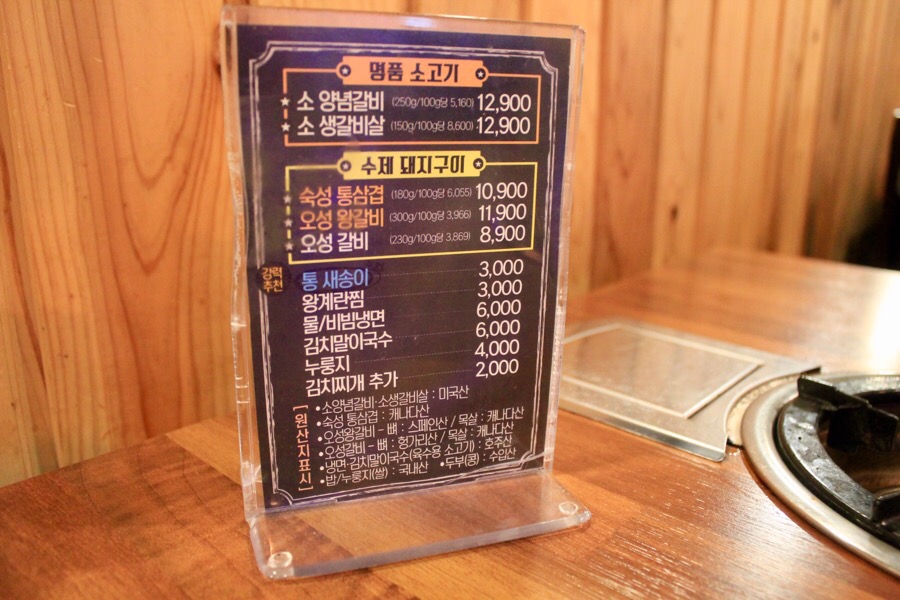 명품 소고기
소 양념갈비 (250g/100g당 5,160) 12,900
소 생갈비살 (150g/100g당 8,600) 12,900
수제 돼지구이
숙성 통삼겹 (180g/100g당 6,055) 10,900
오성 왕갈비 (300g/100g당 3,966) 11,900
오성 갈비 (230g/100g당 3,869) 8,900
강력추천
통 새송이 3,000
왕계란찜 3,000
물/비빔냉면 6,000
김치말이국수 6,000
누룽지 4,000
김치찌개 추가 2,000
[원산지표시]
•소양념갈비·소생갈비살 : 미국산
•숙성 통삼겹 : 캐나다산
•오성왕갈비 - 뼈 : 스페인산 / 목살 : 캐나다산
•오성갈비 - 뼈 : 헝가리산 / 목살 : 캐나다산
•냉면·김치말이국수(육수용 소고기) : 호주산
•밥/누룽지(쌀) : 국내산 •두부(콩) : 수입산